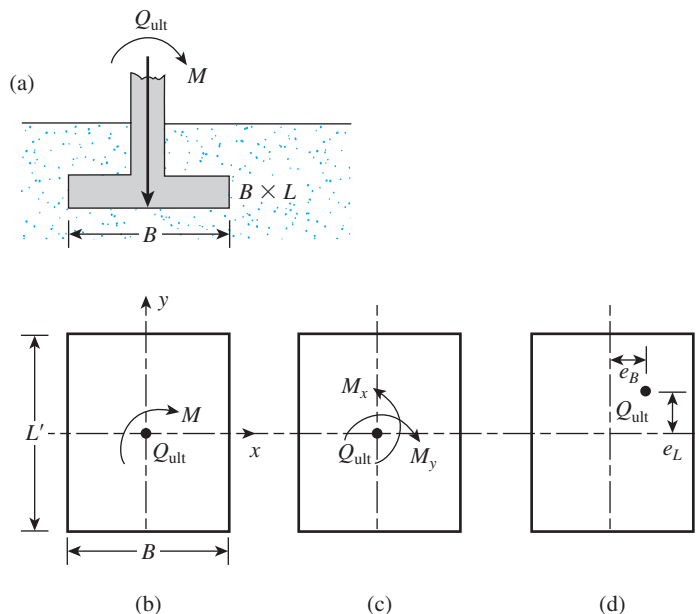 Q_ult
M
(a)
B × L
B
y
M
L′
Q_ult
x
B
M_x
Q_ult
M_y
e_B
Q_ult
e_L
(b)
(c)
(d)